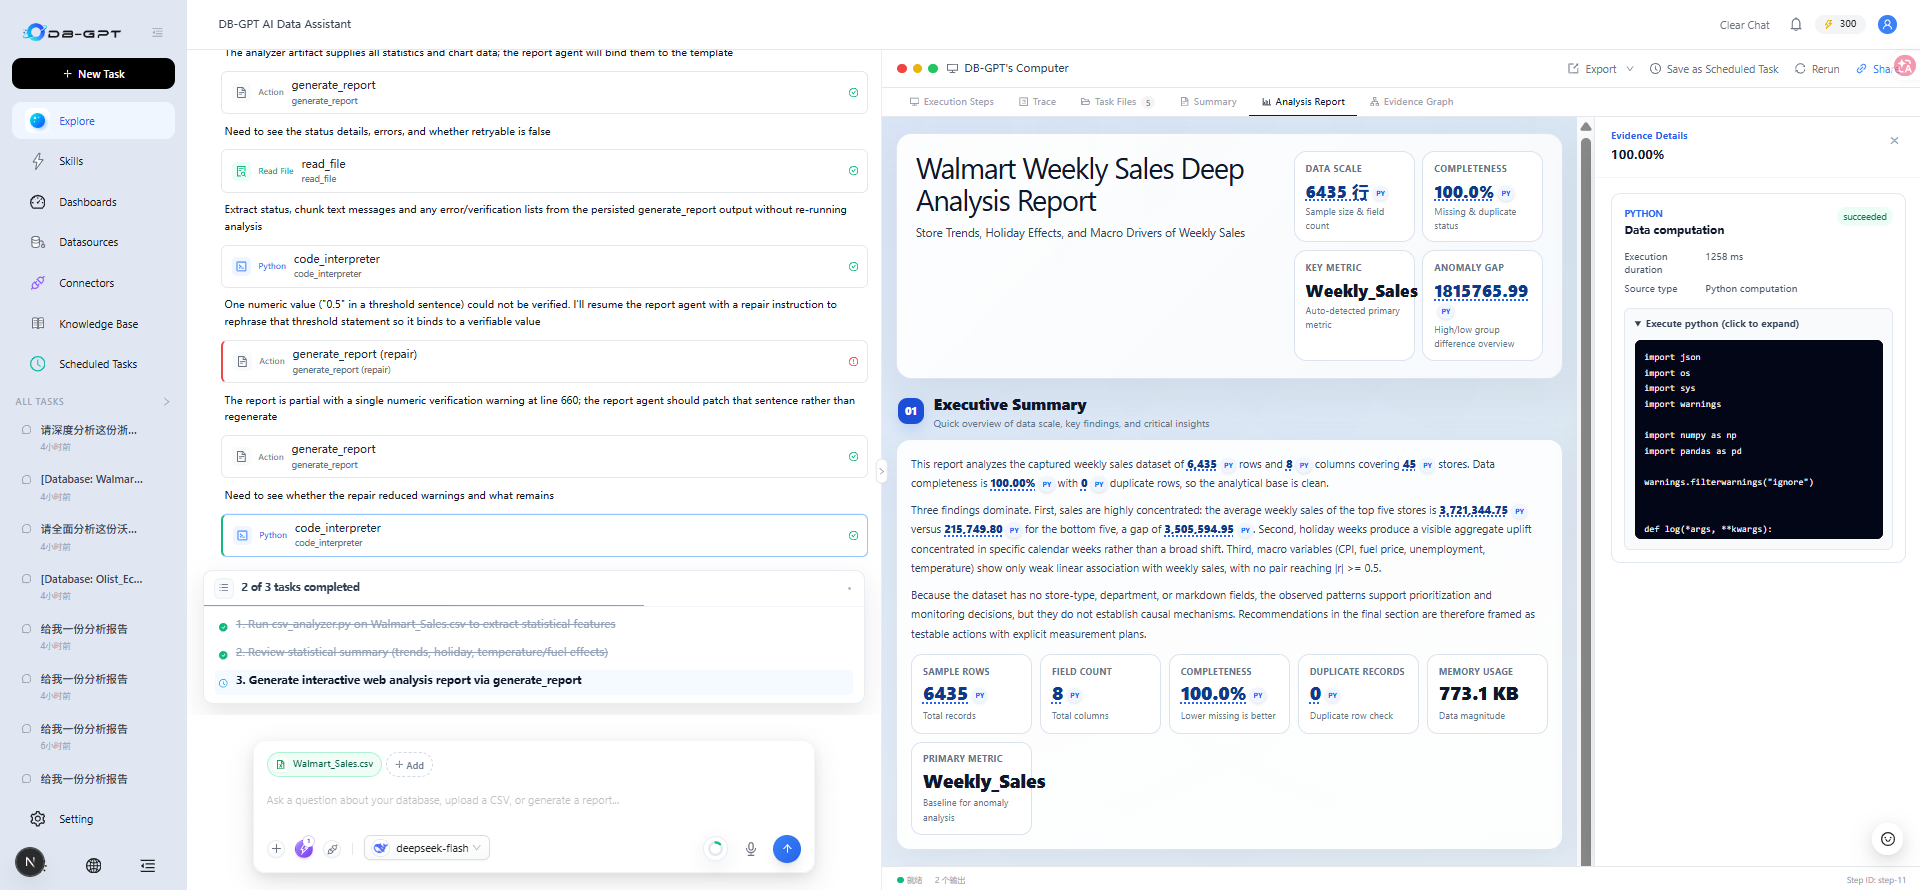 DB-GPT
New Task
Explore
Skills
Dashboards
Datasources
Connectors
Knowledge Base
Scheduled Tasks
ALL TASKS
请深度分析这份浙...
4小时前
[Database: Walmar...
4小时前
请全面分析这份沃...
4小时前
[Database: Olist_Ec...
4小时前
给我一份分析报告
4小时前
给我一份分析报告
4小时前
给我一份分析报告
6小时前
给我一份分析报告
Setting
N
DB-GPT AI Data Assistant
Clear Chat
300
The analyzer artifact supplies all statistics and chart data; the report agent will bind them to the template
Action
generate_report
generate_report
Need to see the status details, errors, and whether retryable is false
Read File
read_file
read_file
Extract status, chunk text messages and any error/verification lists from the persisted generate_report output without re-running
analysis
Python
code_interpreter
code_interpreter
One numeric value ("0.5" in a threshold sentence) could not be verified. I'll resume the report agent with a repair instruction to
rephrase that threshold statement so it binds to a verifiable value
Action
generate_report (repair)
generate_report (repair)
The report is partial with a single numeric verification warning at line 660; the report agent should patch that sentence rather than
regenerate
Action
generate_report
generate_report
Need to see whether the repair reduced warnings and what remains
Python
code_interpreter
code_interpreter
2 of 3 tasks completed
1. Run csv_analyzer.py on Walmart_Sales.csv to extract statistical features
2. Review statistical summary (trends, holiday, temperature/fuel effects)
3. Generate interactive web analysis report via generate_report
Walmart_Sales.csv
+ Add
Ask a question about your database, upload a CSV, or generate a report...
1
deepseek-flash
DB-GPT's Computer
Export
Save as Scheduled Task
Rerun
Shar
Execution Steps
Trace
Task Files 5
Summary
Analysis Report
Evidence Graph
Walmart Weekly Sales Deep
Analysis Report
Store Trends, Holiday Effects, and Macro Drivers of Weekly Sales
DATA SCALE
6435 行 PY
Sample size & field
count
COMPLETENESS
100.0% PY
Missing & duplicate
status
KEY METRIC
Weekly_Sales
Auto-detected primary
metric
ANOMALY GAP
1815765.99
PY
High/low group
difference overview
01
Executive Summary
Quick overview of data scale, key findings, and critical insights
This report analyzes the captured weekly sales dataset of 6,435 PY rows and 8 PY columns covering 45 PY stores. Data
completeness is 100.00% PY with 0 PY duplicate rows, so the analytical base is clean.
Three findings dominate. First, sales are highly concentrated: the average weekly sales of the top five stores is 3,721,344.75 PY
versus 215,749.80 PY for the bottom five, a gap of 3,505,594.95 PY. Second, holiday weeks produce a visible aggregate uplift
concentrated in specific calendar weeks rather than a broad shift. Third, macro variables (CPI, fuel price, unemployment,
temperature) show only weak linear association with weekly sales, with no pair reaching |r| >= 0.5.
Because the dataset has no store-type, department, or markdown fields, the observed patterns support prioritization and
monitoring decisions, but they do not establish causal mechanisms. Recommendations in the final section are therefore framed as
testable actions with explicit measurement plans.
SAMPLE ROWS
6435 PY
Total records
FIELD COUNT
8 PY
Total columns
COMPLETENESS
100.0% PY
Lower missing is better
DUPLICATE RECORDS
0 PY
Duplicate row check
MEMORY USAGE
773.1 KB
Data magnitude
PRIMARY METRIC
Weekly_Sales
Baseline for anomaly
analysis
Evidence Details
100.00%
PYTHON
succeeded
Data computation
Execution
duration
1258 ms
Source type
Python computation
▼ Execute python (click to expand)
import json
import os
import sys
import warnings
import numpy as np
import pandas as pd
warnings.filterwarnings("ignore")
def log(*args, **kwargs):
就绪
2 个输出
Step ID: step-11